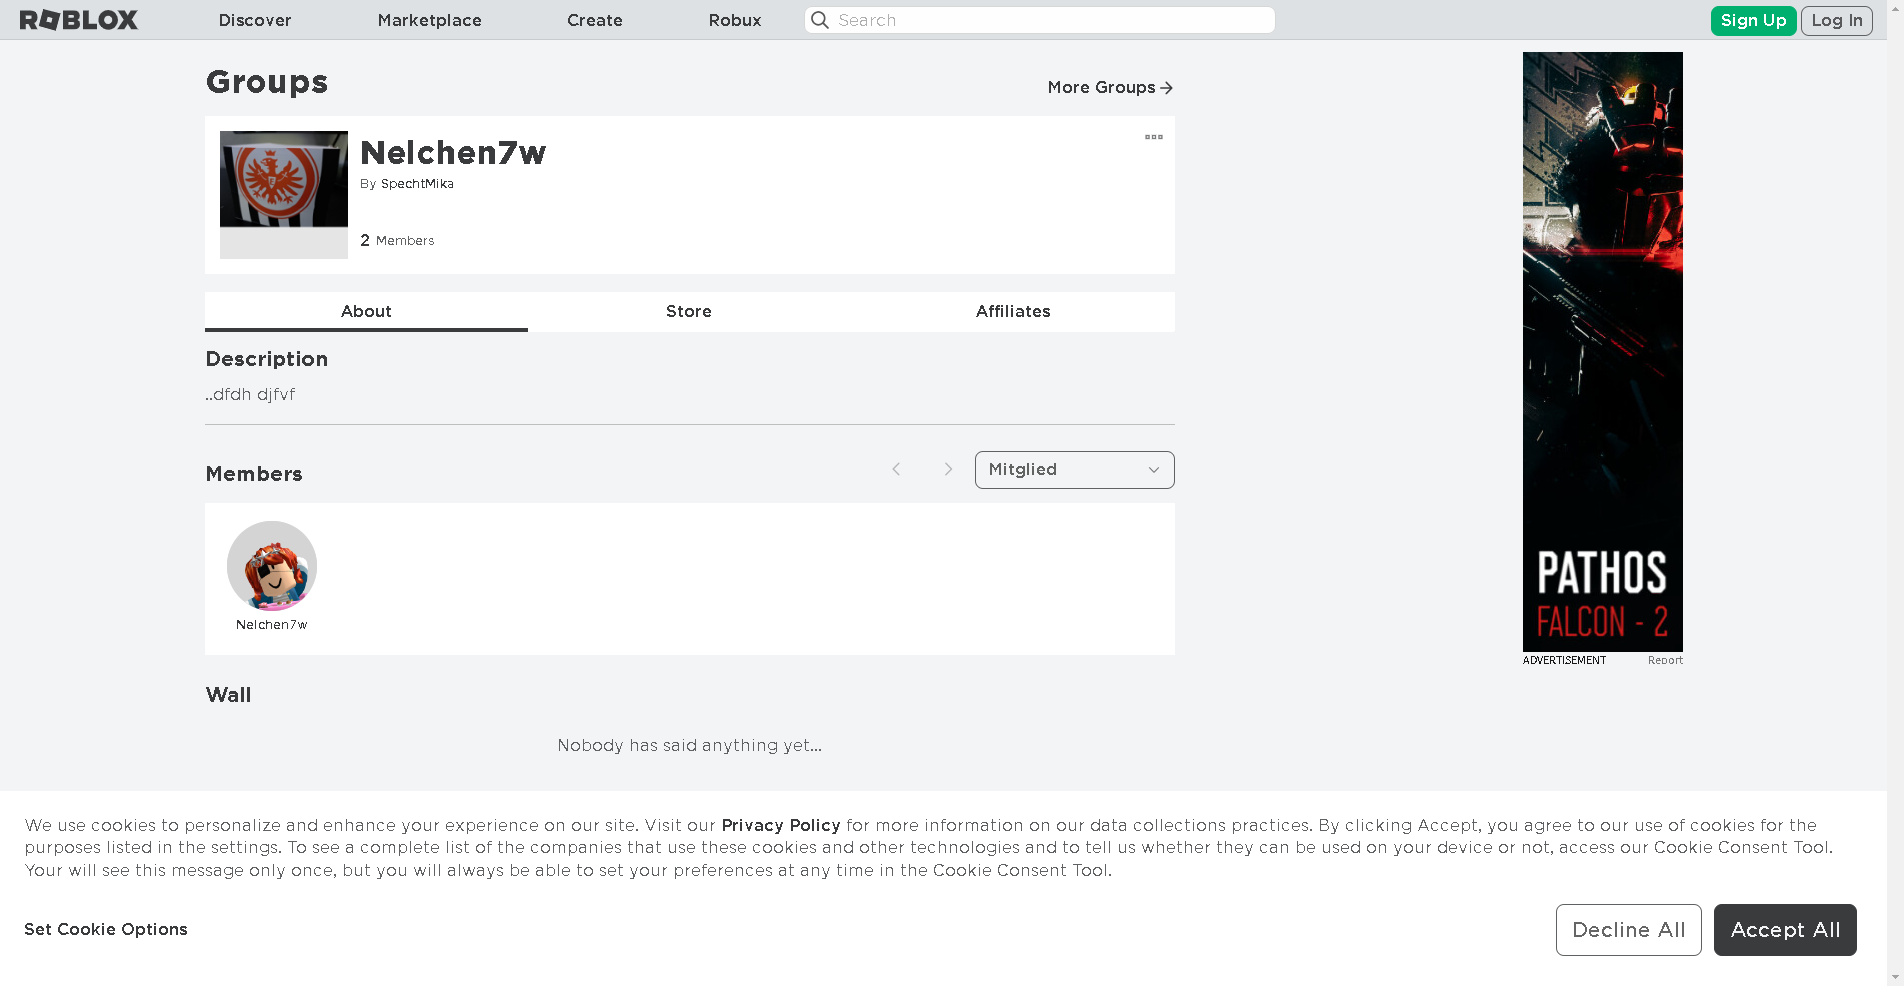 ROBLOX Discover Marketplace Create Robux Search Sign Up Log In
Groups
More Groups
Nelchen7w
By SpechtMika
2 Members
About Store Affiliates
Description
..dfdh djfvf
Members
Mitglied
Nelchen7w
Wall
Nobody has said anything yet...
PATHOS
FALCON - 2
ADVERTISEMENT Report
We use cookies to personalize and enhance your experience on our site. Visit our Privacy Policy for more information on our data collections practices. By clicking Accept, you agree to our use of cookies for the
purposes listed in the settings. To see a complete list of the companies that use these cookies and other technologies and to tell us whether they can be used on your device or not, access our Cookie Consent Tool.
Your will see this message only once, but you will always be able to set your preferences at any time in the Cookie Consent Tool.
Set Cookie Options
Decline All
Accept All